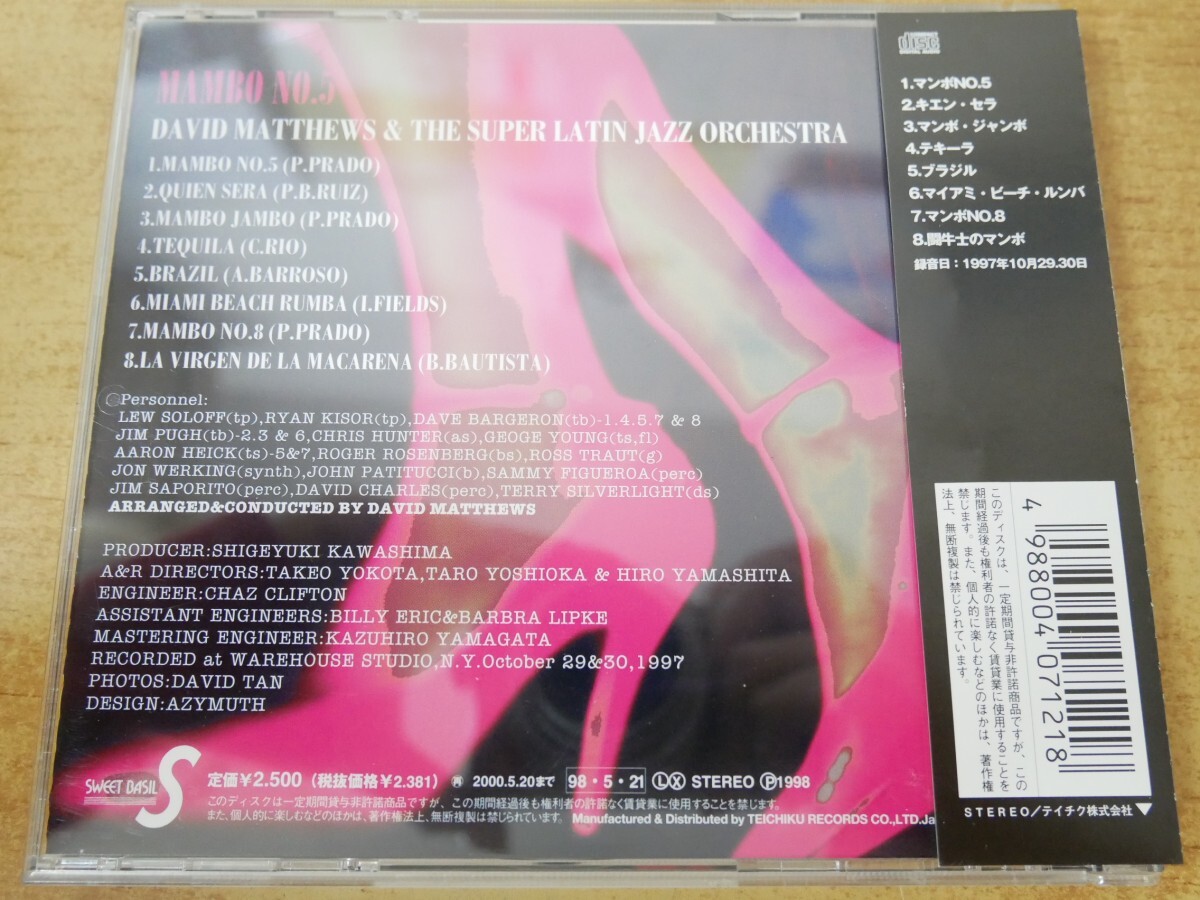 MAMBO NO.5
DAVID MATTHEWS & THE SUPER LATIN JAZZ ORCHESTRA
1.MAMBO NO.5 (P.PRADO)
2.QUIEN SERA (P.B.RUIZ)
3.MAMBO JAMBO (P.PRADO)
4.TEQUILA (C.RIO)
5.BRAZIL (A.BARROSO)
6.MIAMI BEACH RUMBA (I.FIELDS)
7.MAMBO NO.8 (P.PRADO)
8.LA VIRGEN DE LA MACARENA (B.BAUTISTA)
Personnel:
LEW SOLOFF(tp),RYAN KISOR(tp),DAVE BARGERON(tb)-1.4.5.7 & 8
JIM PUGH(tb)-2.3 & 6,CHRIS HUNTER(as),GEOGE YOUNG(ts,fl)
AARON HEICK(ts)-5&7,ROGER ROSENBERG(bs),ROSS TRAUT(g)
JON WERKING(synth),JOHN PATITUCCI(b),SAMMY FIGUEROA(perc)
JIM SAPORITO(perc),DAVID CHARLES(perc),TERRY SILVERLIGHT(ds)
ARRANGED&CONDUCTED BY DAVID MATTHEWS
PRODUCER:SHIGEYUKI KAWASHIMA
A&R DIRECTORS:TAKEO YOKOTA,TARO YOSHIOKA & HIRO YAMASHITA
ENGINEER:CHAZ CLIFTON
ASSISTANT ENGINEERS:BILLY ERIC&BARBRA LIPKE
MASTERING ENGINEER:KAZUHIRO YAMAGATA
RECORDED at WAREHOUSE STUDIO,N.Y.October 29&30,1997
PHOTOS:DAVID TAN
DESIGN:AZYMUTH
SWEET BASIL S
定価¥2.500(税抜価格¥2.381) 再 2000.5.20まで 98・5・21 LX STEREO Ⓟ1998
このディスクは一定期間貸与非許諾商品ですが、この期間経過後も権利者の許諾なく賃貸業に使用することを禁じます。
また、個人的に楽しむなどのほかは、著作権法上、無断複製は禁じられています。 Manufactured & Distributed by TEICHIKU RECORDS CO.,LTD.Ja
COMPACT disc DIGITAL AUDIO
1.マンボNO.5
2.キエン・セラ
3.マンボ・ジャンボ
4.テキーラ
5.ブラジル
6.マイアミ・ビーチ・ルンバ
7.マンボNO.8
8.闘牛士のマンボ
録音日:1997年10月29.30日
このディスクは、一定期間貸与非許諾商品ですが、この
期間経過後も権利者の許諾なく賃貸業に使用することを
禁じます。また、個人的に楽しむなどのほかは、著作権
法上、無断複製は禁じられています。
4 988004 071218
STEREO/テイチク株式会社▼